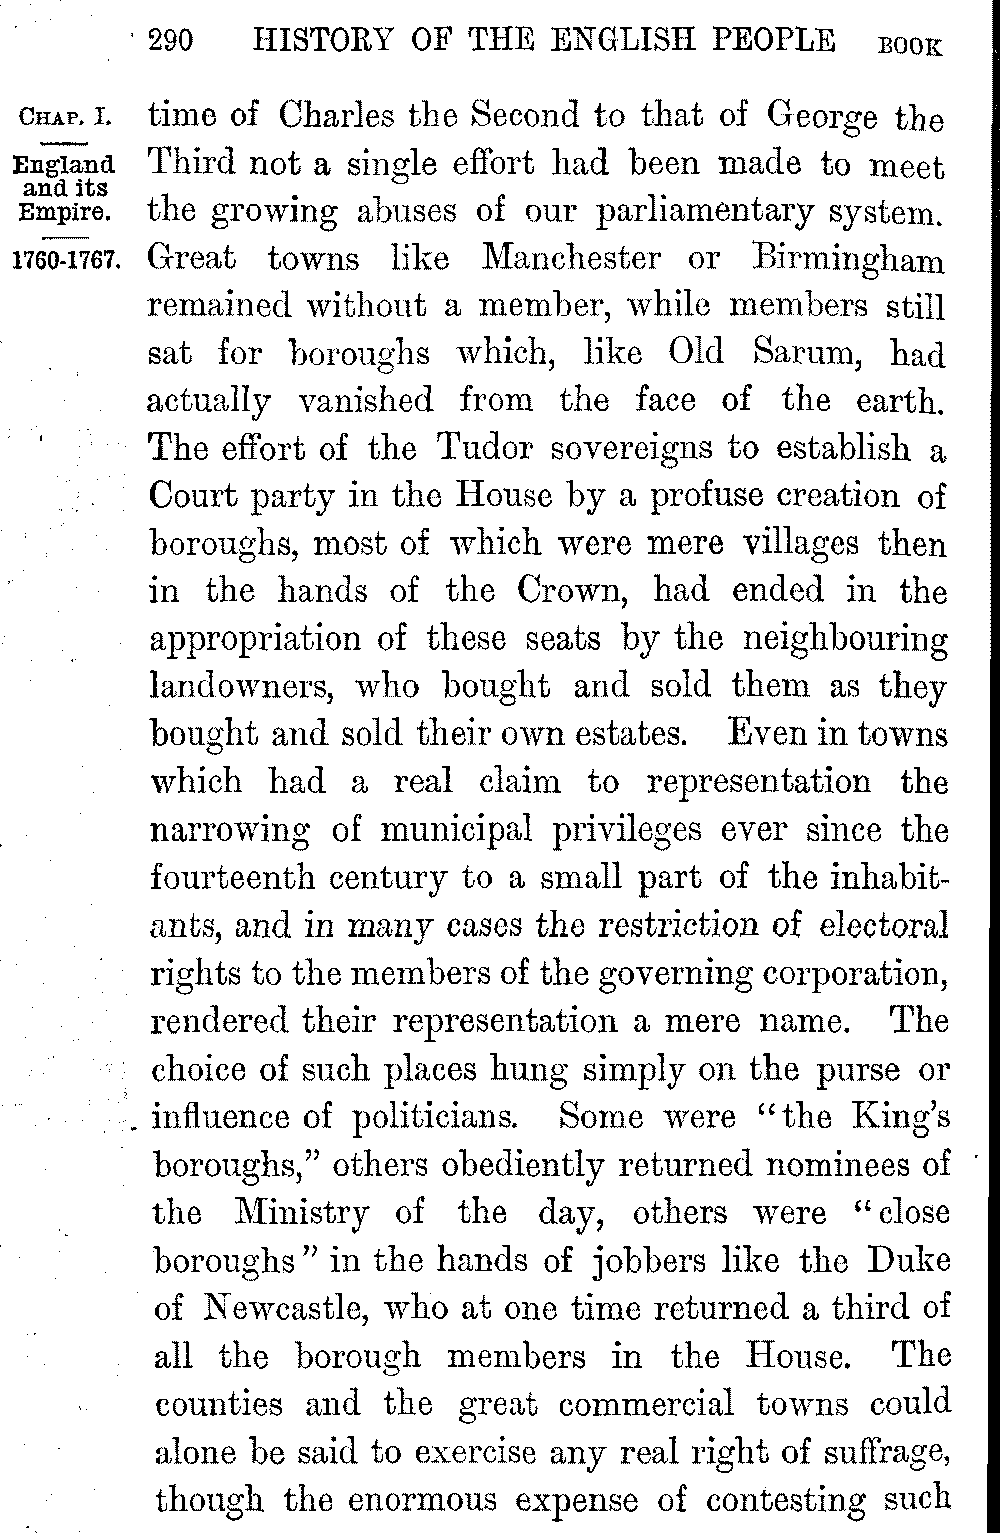 290 HISTORY OF THE ENGLISH PEOPLE BOOK
CHAP. I.
England
and its
Empire.
1760-1767.
time of Charles the Second to that of George the
Third not a single effort had been made to meet
the growing abuses of our parliamentary system.
Great towns like Manchester or Birmingham
remained without a member, while members still
sat for boroughs which, like Old Sarum, had
actually vanished from the face of the earth.
The effort of the Tudor sovereigns to establish a
Court party in the House by a profuse creation of
boroughs, most of which were mere villages then
in the hands of the Crown, had ended in the
appropriation of these seats by the neighbouring
landowners, who bought and sold them as they
bought and sold their own estates. Even in towns
which had a real claim to representation the
narrowing of municipal privileges ever since the
fourteenth century to a small part of the inhabit-
ants, and in many cases the restriction of electoral
rights to the members of the governing corporation,
rendered their representation a mere name. The
choice of such places hung simply on the purse or
influence of politicians. Some were "the King's
boroughs," others obediently returned nominees of
the Ministry of the day, others were "close
boroughs" in the hands of jobbers like the Duke
of Newcastle, who at one time returned a third of
all the borough members in the House. The
counties and the great commercial towns could
alone be said to exercise any real right of suffrage,
though the enormous expense of contesting such